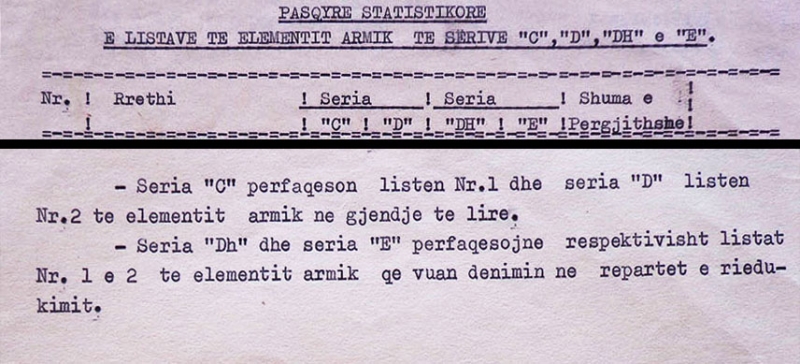 PASQYRE STATISTIKORE
E LISTAVE TE ELEMENTIT ARMIK TE SERIVE "C","D","DH" e "E".
=-=-=-=-=-=-=-=-=-=-=-=-=-=-=-=-=-=-=-=-=-=-=-=-=-=-=-=-=-=
Nr. ! Rrethi ! Seria ! Seria ! Shuma e !
! ! "C" ! "D" ! "DH" ! "E" !Pergjithshme!
=-=-=-=-=-=-=-=-=-=-=-=-=-=-=-=-=-=-=-=-=-=-=-=-=-=-=-=-=-=
- Seria "C" perfaqeson listen Nr.1 dhe seria "D" listen
Nr.2 te elementit armik ne gjendje te lire.
- Seria "Dh" dhe seria "E" perfaqesojne respektivisht listat
Nr. 1 e 2 te elementit armik qe vuan denimin ne repartet e riedu-
kimit.